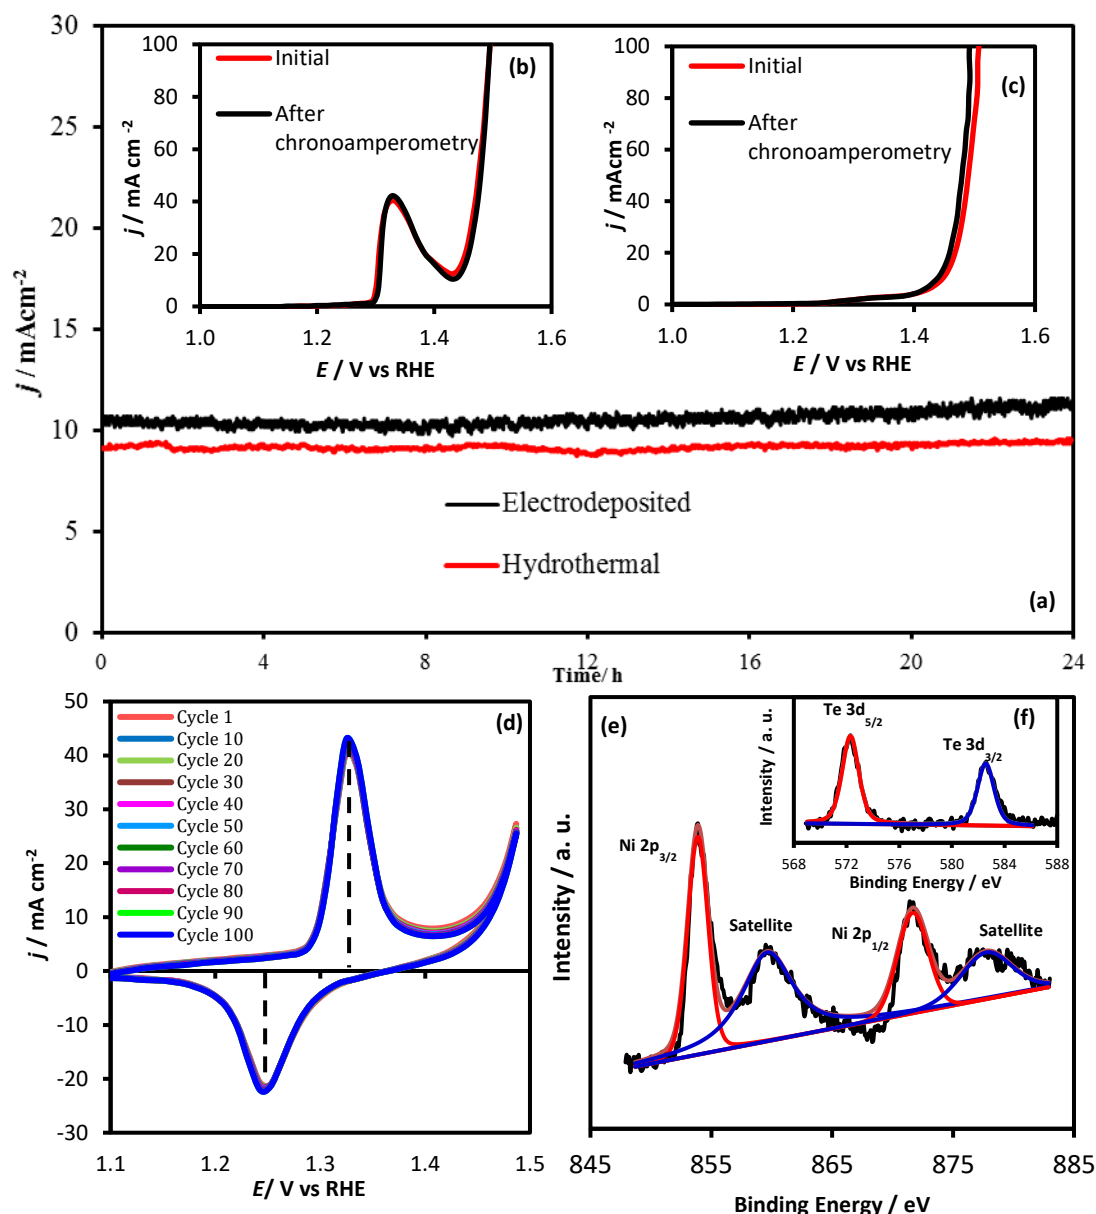 30
25
20
15
10
5
0
j / mAcm-2
0
4
8
12
16
20
24
Time/ h
Electrodeposited
Hydrothermal
(a)
100
80
60
40
20
0
j / mA cm -2
Initial
After
chronoamperometry
(b)
1.0
1.2
1.4
1.6
E / V vs RHE
100
80
60
40
20
0
j / mAcm-2
Initial
After
chronoamperometry
(c)
1.0
1.2
1.4
1.6
E / V vs RHE
50
40
30
20
10
0
-10
-20
-30
j / mA cm-2
Cycle 1
Cycle 10
Cycle 20
Cycle 30
Cycle 40
Cycle 50
Cycle 60
Cycle 70
Cycle 80
Cycle 90
Cycle 100
(d)
1.1
1.2
1.3
1.4
1.5
E/ V vs RHE
(e)
Intensity / a. u.
Ni 2p3/2
Satellite
Ni 2p1/2
Satellite
845
855
865
875
885
Binding Energy / eV
(f)
Te 3d5/2
Te 3d3/2
Intensity / a. u.
568
572
576
580
584
588
Binding Energy / eV